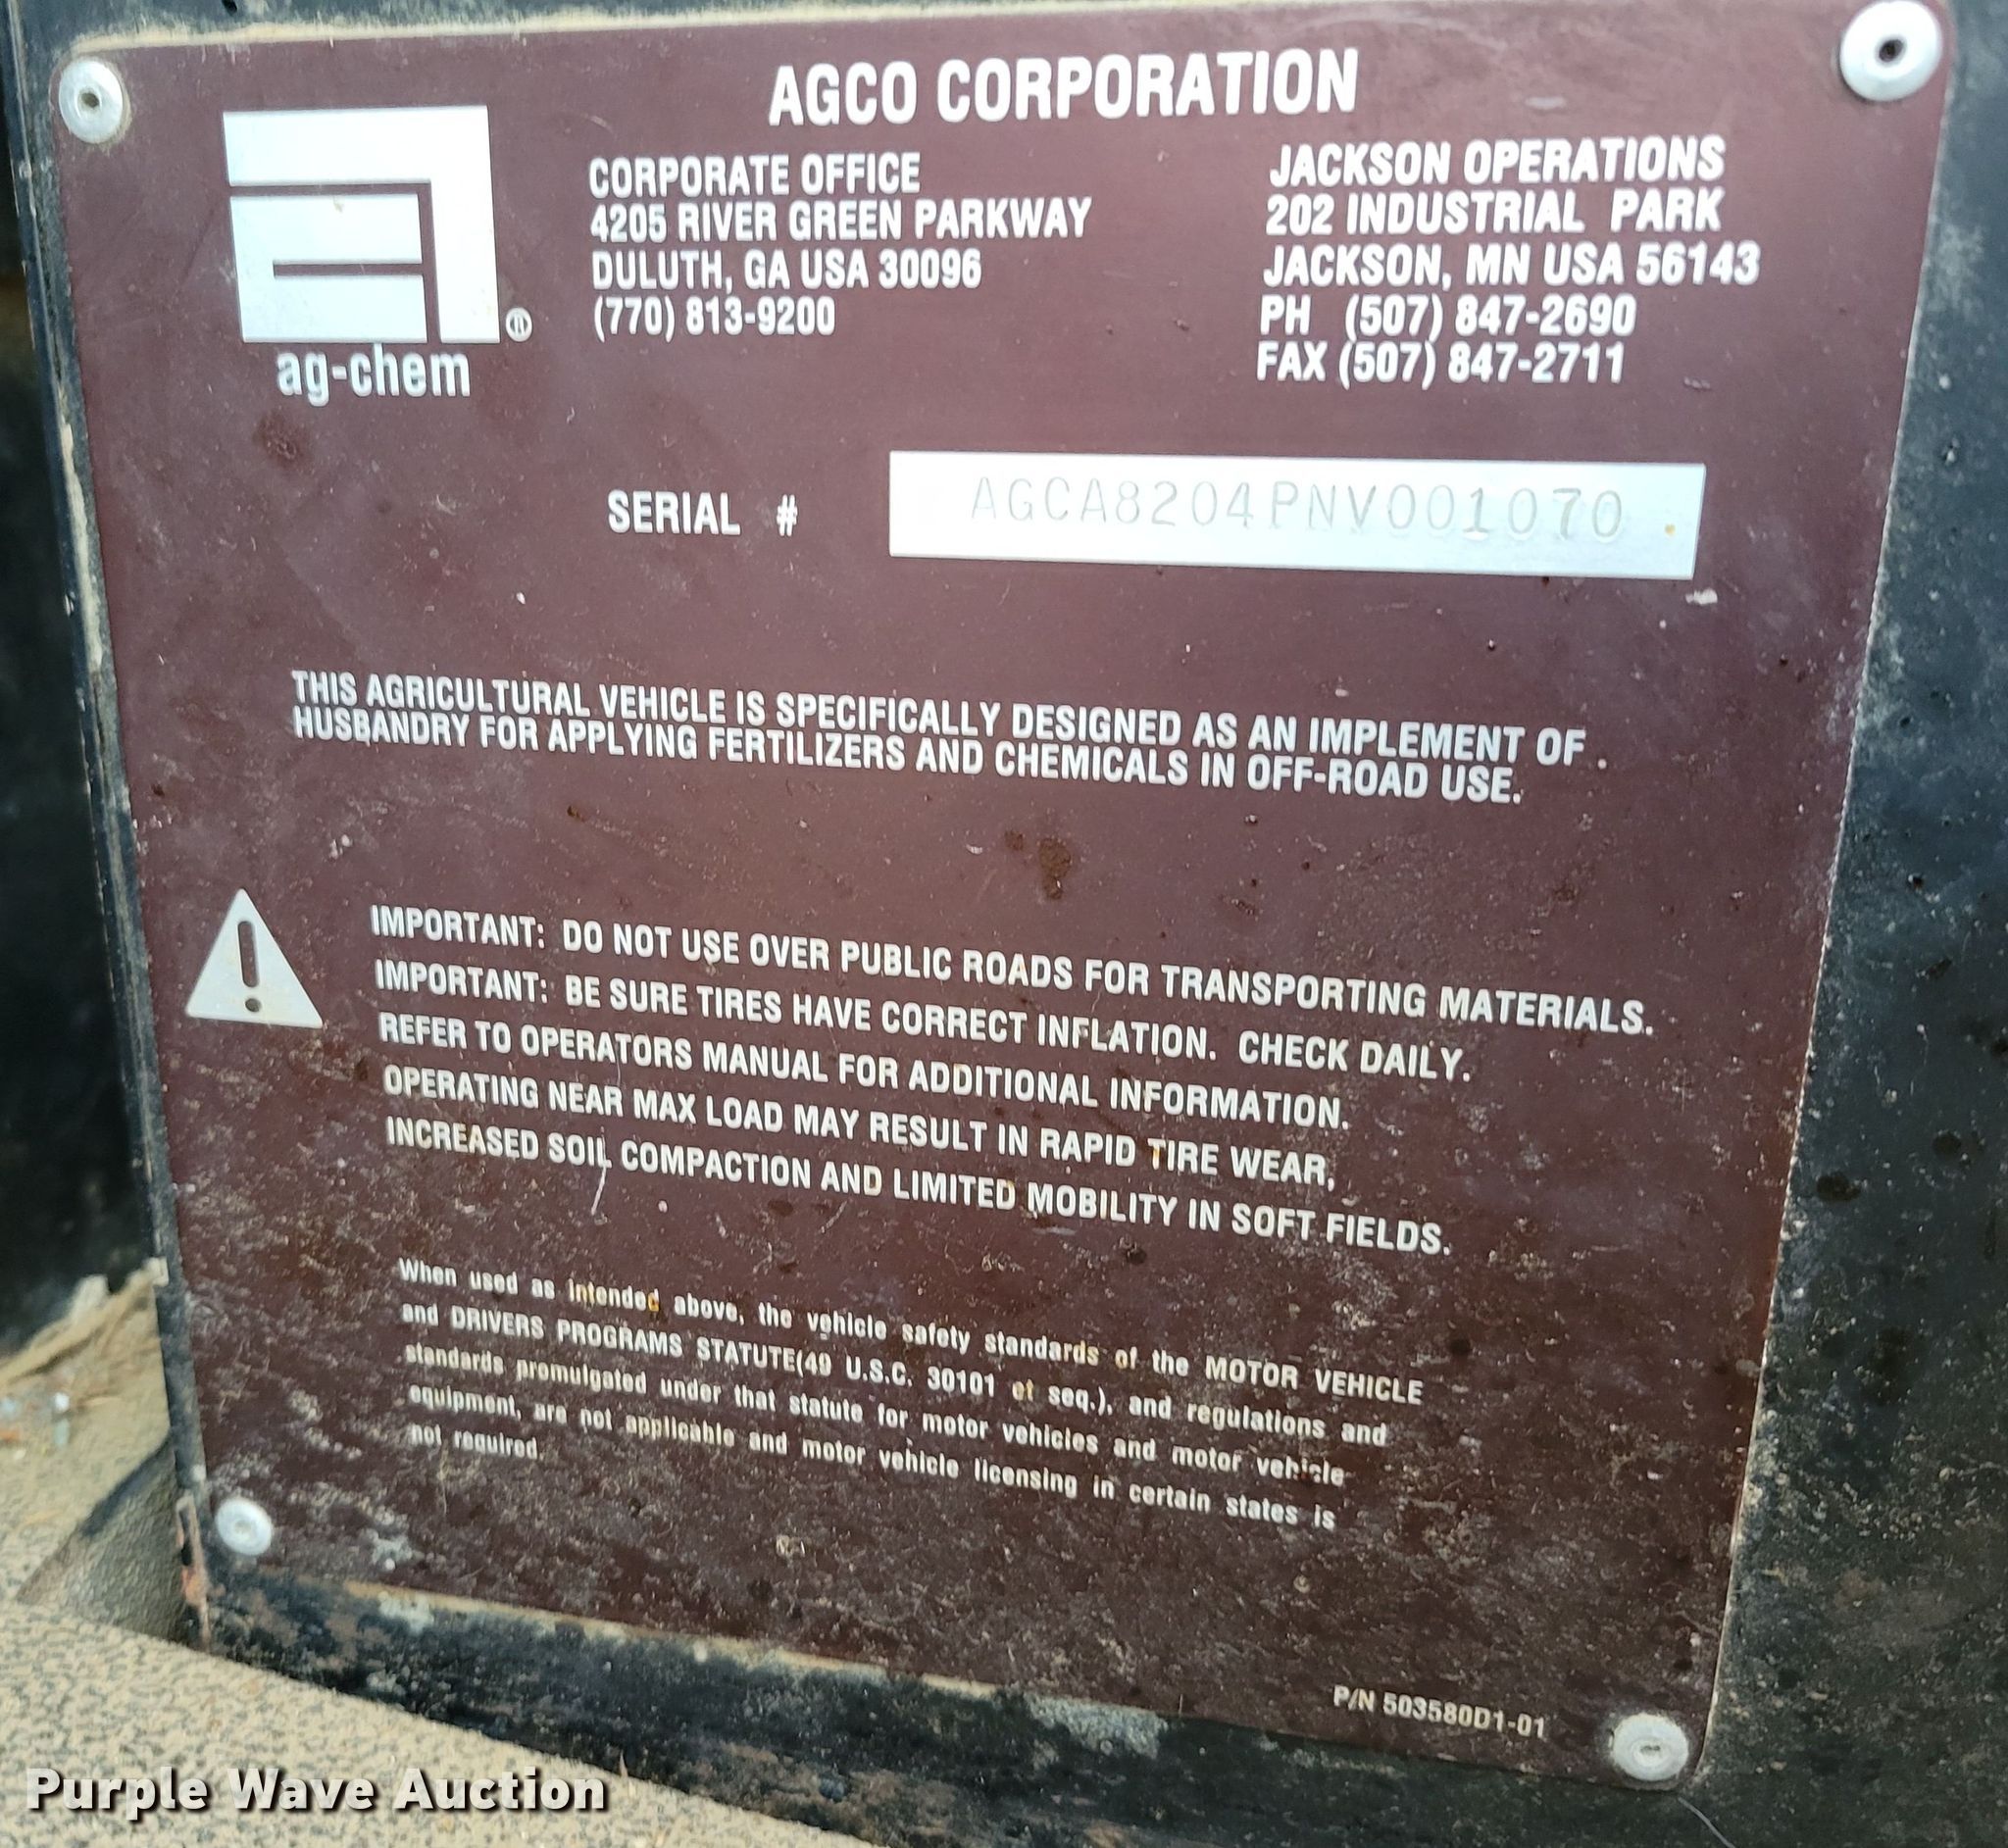 AGCO CORPORATION
CORPORATE OFFICE
4205 RIVER GREEN PARKWAY
DULUTH, GA USA 30096
(770) 813-9200
JACKSON OPERATIONS
202 INDUSTRIAL PARK
JACKSON, MN USA 56143
PH (507) 847-2690
FAX (507) 847-2711
®
ag-chem
SERIAL # AGCA8204PNV001070
THIS AGRICULTURAL VEHICLE IS SPECIFICALLY DESIGNED AS AN IMPLEMENT OF
HUSBANDRY FOR APPLYING FERTILIZERS AND CHEMICALS IN OFF-ROAD USE.
IMPORTANT: DO NOT USE OVER PUBLIC ROADS FOR TRANSPORTING MATERIALS.
IMPORTANT: BE SURE TIRES HAVE CORRECT INFLATION. CHECK DAILY.
REFER TO OPERATORS MANUAL FOR ADDITIONAL INFORMATION.
OPERATING NEAR MAX LOAD MAY RESULT IN RAPID TIRE WEAR,
INCREASED SOIL COMPACTION AND LIMITED MOBILITY IN SOFT FIELDS.
When used as intended above, the vehicle safety standards of the MOTOR VEHICLE
and DRIVERS PROGRAMS STATUTE(49 U.S.C. 30101 et seq.), and regulations and
standards promulgated under that statute for motor vehicles and motor vehicle
equipment, are not applicable and motor vehicle licensing in certain states is
not required
P/N 503580D1-01
Purple Wave Auction